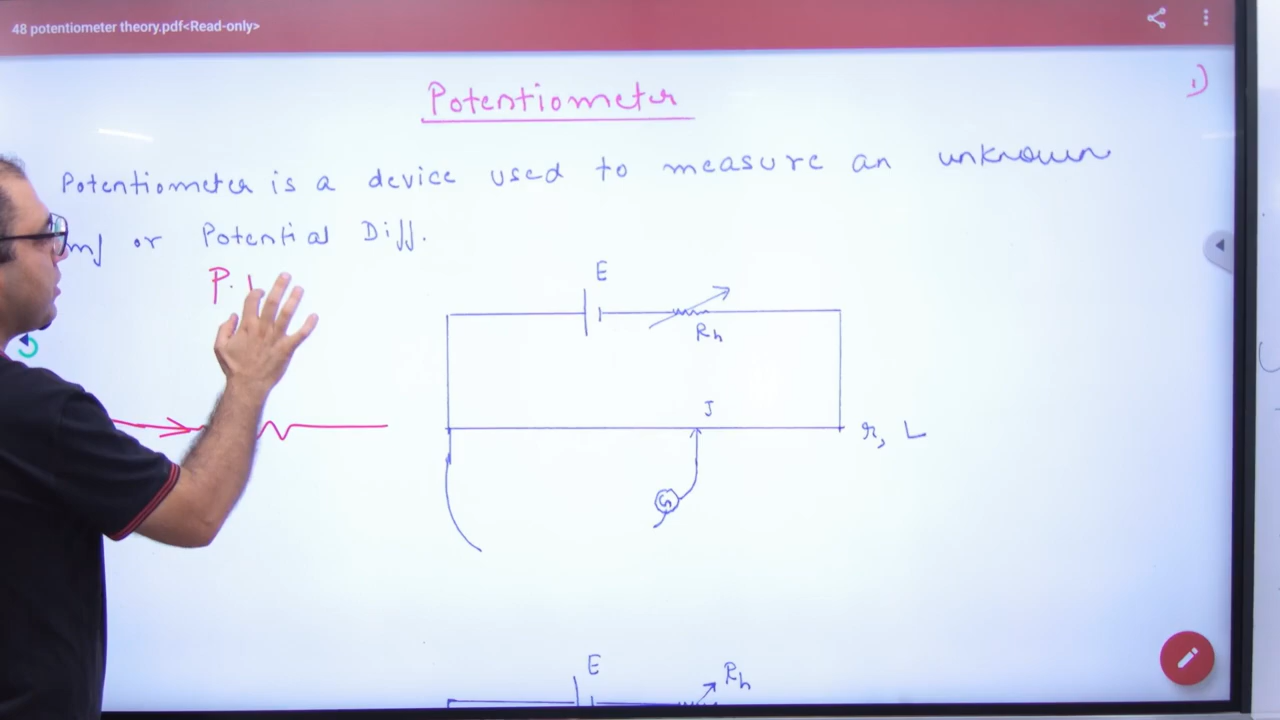 48 potentiometer theory.pdf<Read-only>
Potentiometer
1)
Potentiometer is a device used to measure an unknown
or Potential Diff.
P.
E
Rh
J
r, L
G
E
Rh